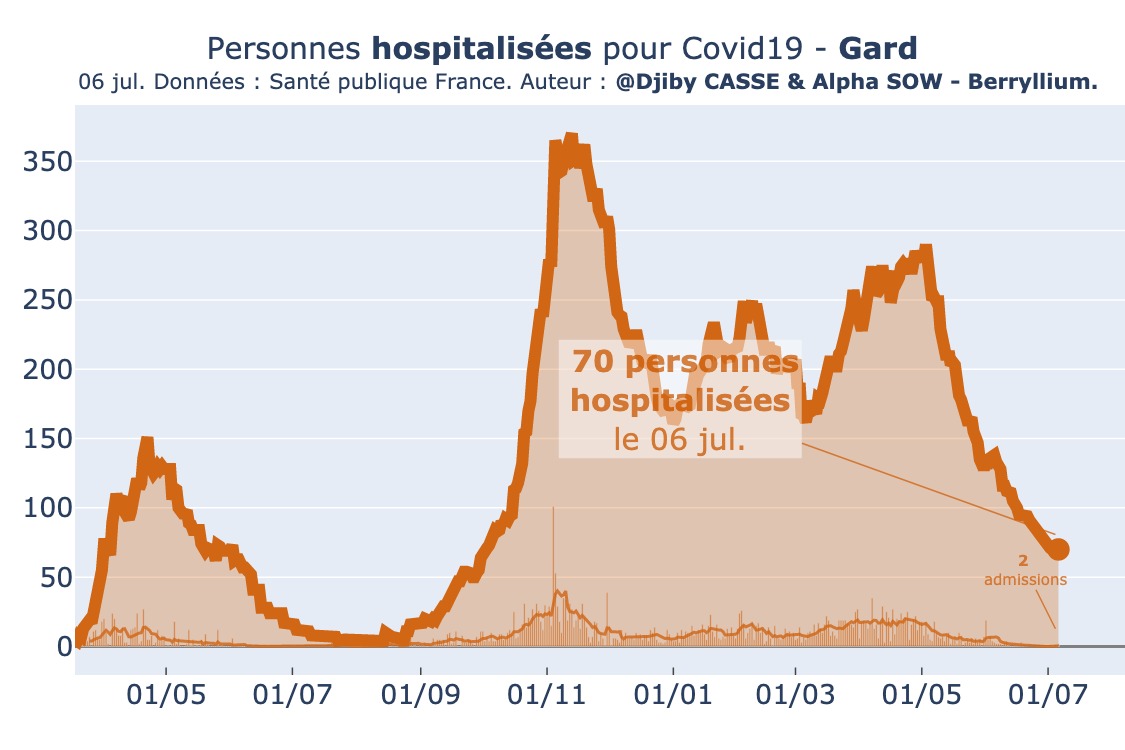 Personnes hospitalisées pour Covid19 - Gard
06 jul. Données : Santé publique France. Auteur : @Djiby CASSE & Alpha SOW - Berryllium.
350
300
250
200
150
100
50
0
70 personnes
hospitalisées
le 06 jul.
2
admissions
01/05
01/07
01/09
01/11
01/01
01/03
01/05
01/07